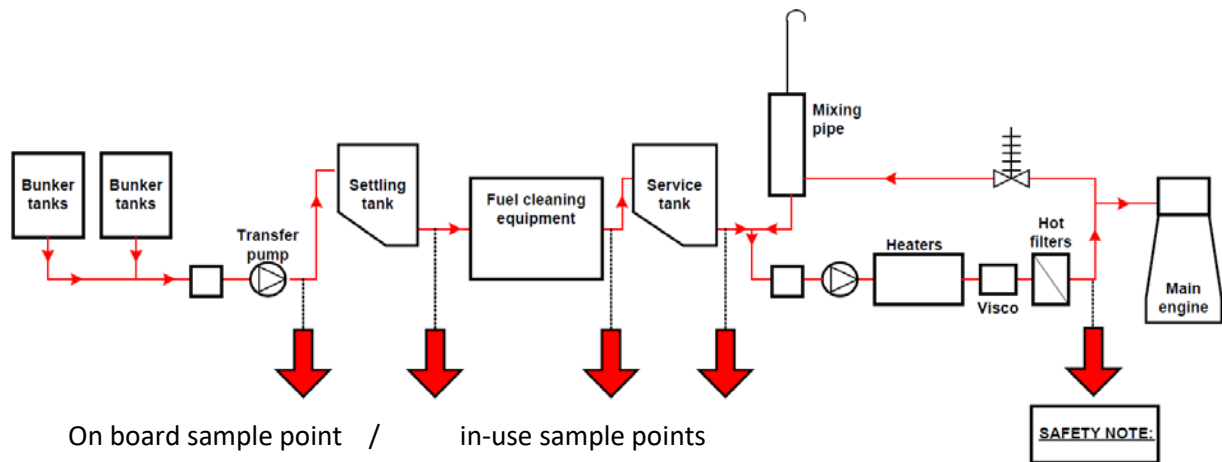 Bunker
tanks
Bunker
tanks
Transfer
pump
Settling
tank
Fuel cleaning
equipment
Service
tank
Mixing
pipe
Heaters
Visco
Hot
filters
Main
engine
On board sample point / in-use sample points
SAFETY NOTE: